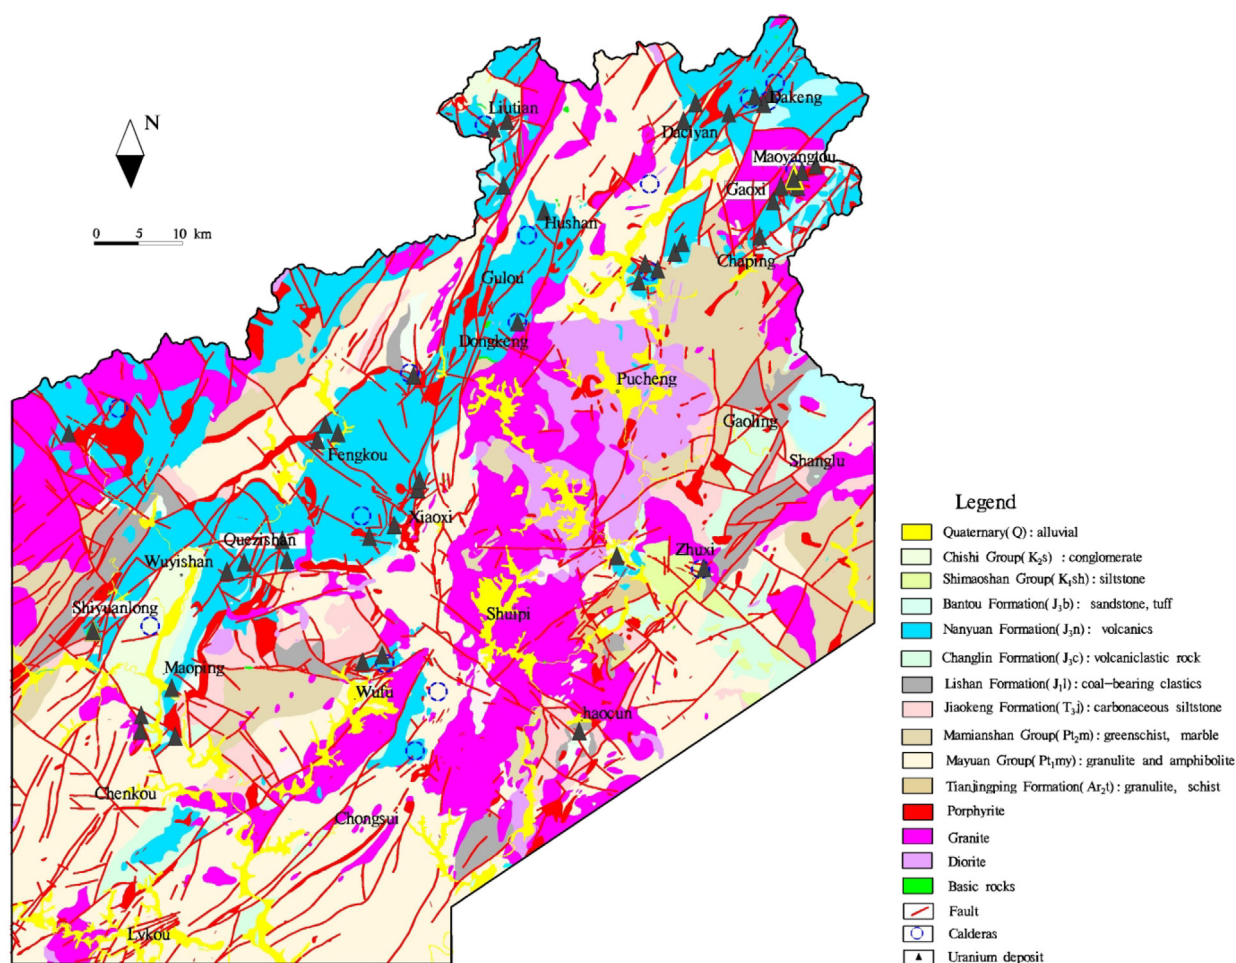 Liutian
Dakeng
Daciyan
N
Maoyangtou
Gaoxi
Hushan
0 5 10 km
Chaping
Gulou
Dongkeng
Pucheng
Gaoling
Fengkou
Shanglu
Xiaoxi
Quezishan
Zhuxi
Wuyishan
Shiyuanlong
Shuipi
Maoping
Wufu
haocun
Chenkou
Chongsui
Lvkou
Legend
Quaternary(Q) : alluvial
Chishi Group(K₂s) : conglomerate
Shimaoshan Group(K₁sh) : siltstone
Bantou Formation(J₃b) : sandstone, tuff
Nanyuan Formation(J₃n) : volcanics
Changlin Formation(J₃c) : volcaniclastic rock
Lishan Formation(J₁l) : coal-bearing clastics
Jiaokeng Formation(T₃j) : carbonaceous siltstone
Mamianshan Group(Pt₂m) : greenschist, marble
Mayuan Group(Pt₁my) : granulite and amphibolite
Tianjingping Formation(Ar₂t) : granulite, schist
Porphyrite
Granite
Diorite
Basic rocks
Fault
Calderas
Uranium deposit